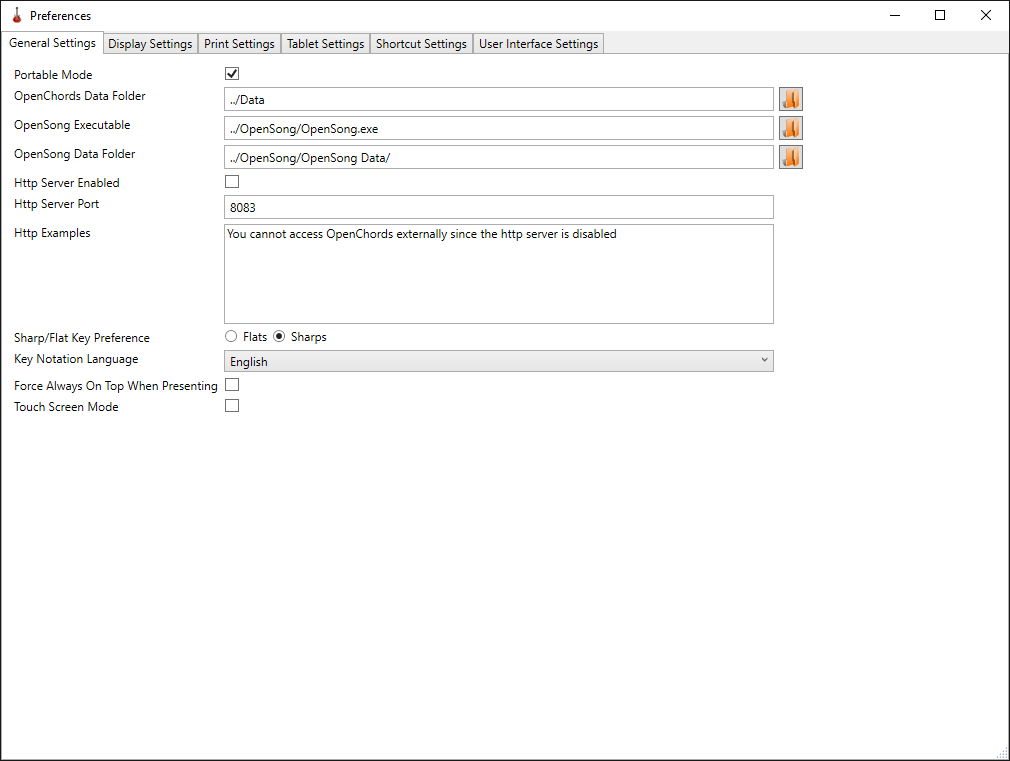 Preferences
General Settings Display Settings Print Settings Tablet Settings Shortcut Settings User Interface Settings
Portable Mode
OpenChords Data Folder ../Data
OpenSong Executable ../OpenSong/OpenSong.exe
OpenSong Data Folder ../OpenSong/OpenSong Data/
Http Server Enabled
Http Server Port 8083
Http Examples You cannot access OpenChords externally since the http server is disabled
Sharp/Flat Key Preference Flats Sharps
Key Notation Language English
Force Always On Top When Presenting
Touch Screen Mode